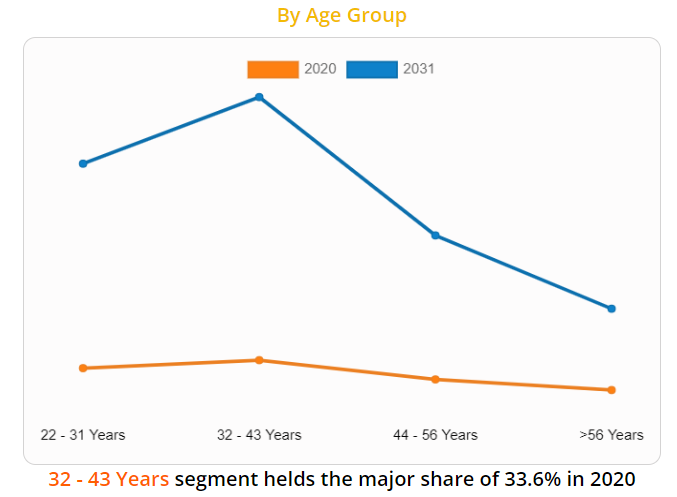 By Age Group
2020 2031
22 - 31 Years 32 - 43 Years 44 - 56 Years >56 Years
32 - 43 Years segment helds the major share of 33.6% in 2020